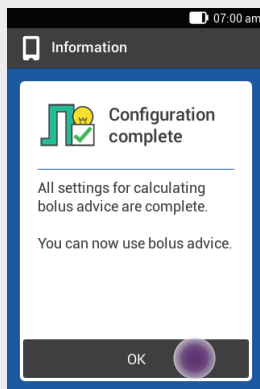 07:00 am
Information
Configuration
complete
All settings for calculating
bolus advice are complete.
You can now use bolus advice.
OK